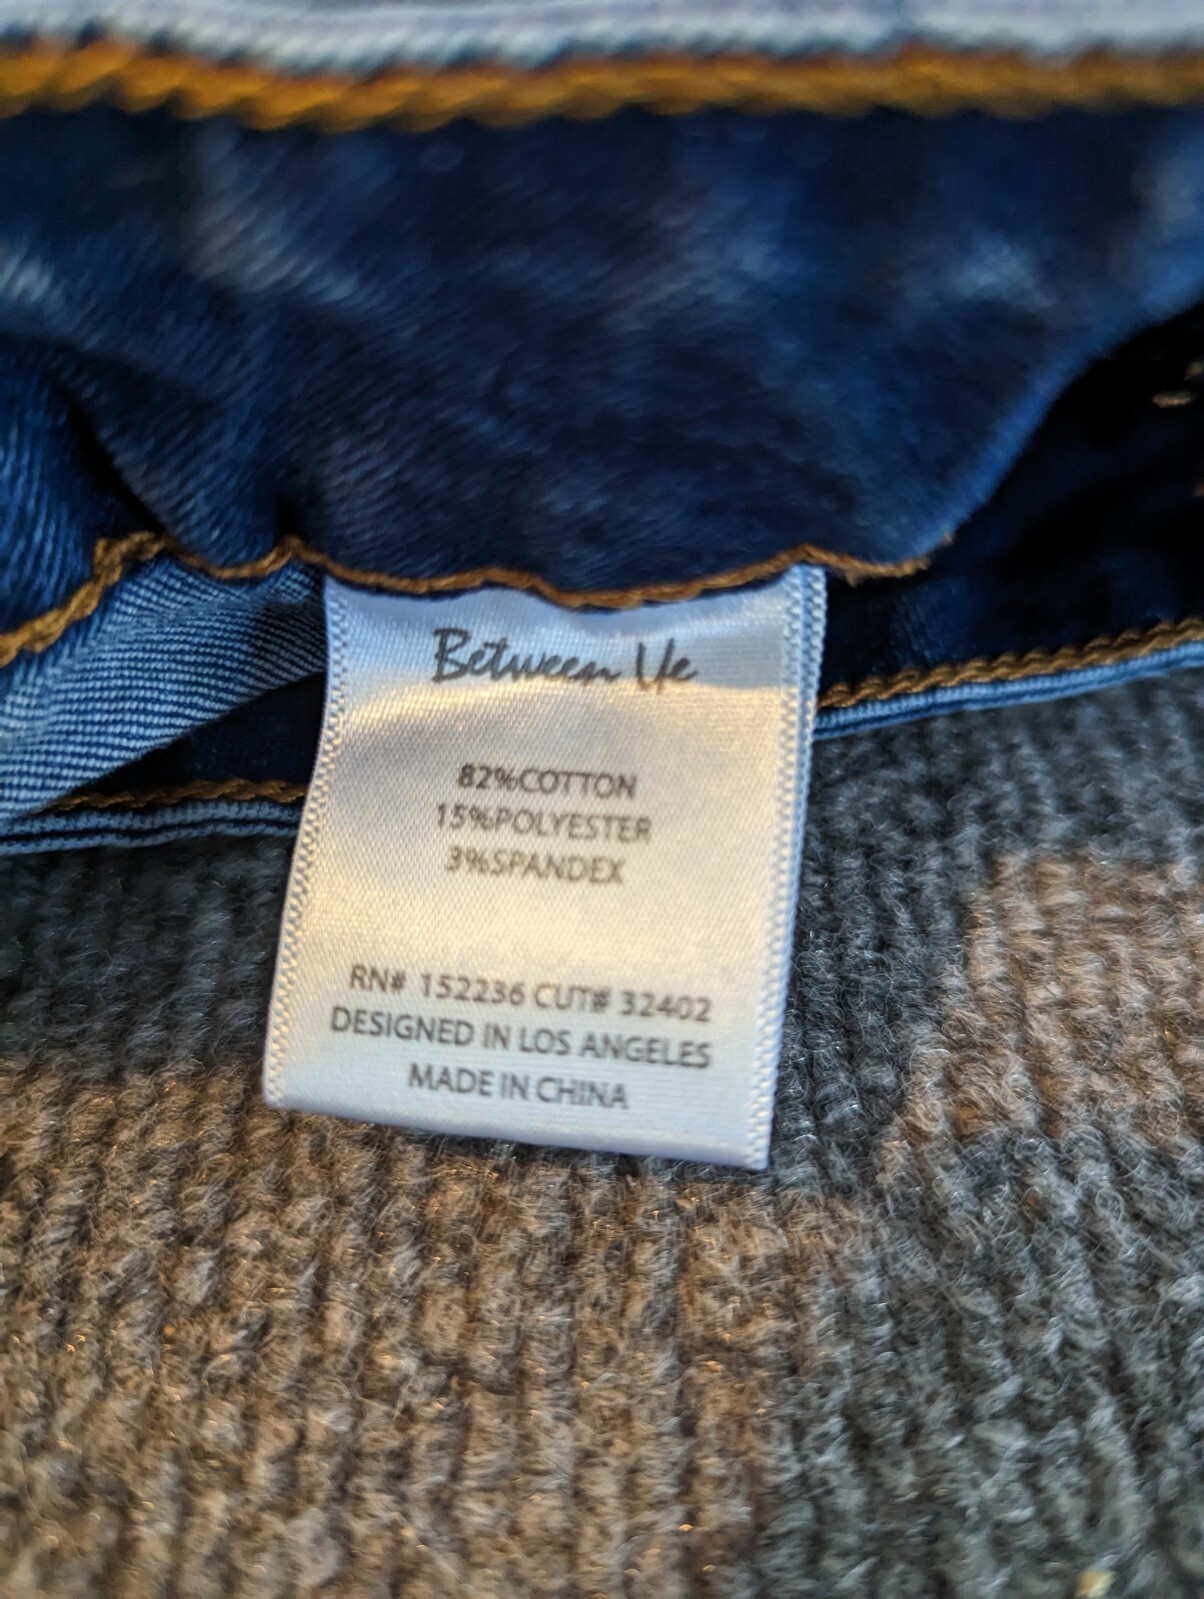 Between Us
82%COTTON
15%POLYESTER
3%SPANDEX
RN# 152236 CUT# 32402
DESIGNED IN LOS ANGELES
MADE IN CHINA